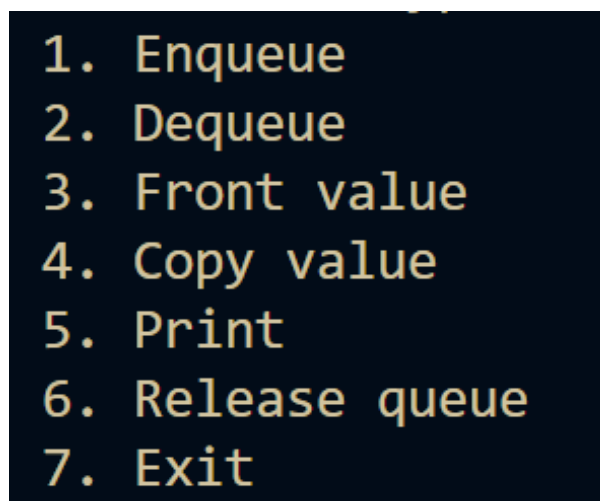 1. Enqueue
2. Dequeue
3. Front value
4. Copy value
5. Print
6. Release queue
7. Exit